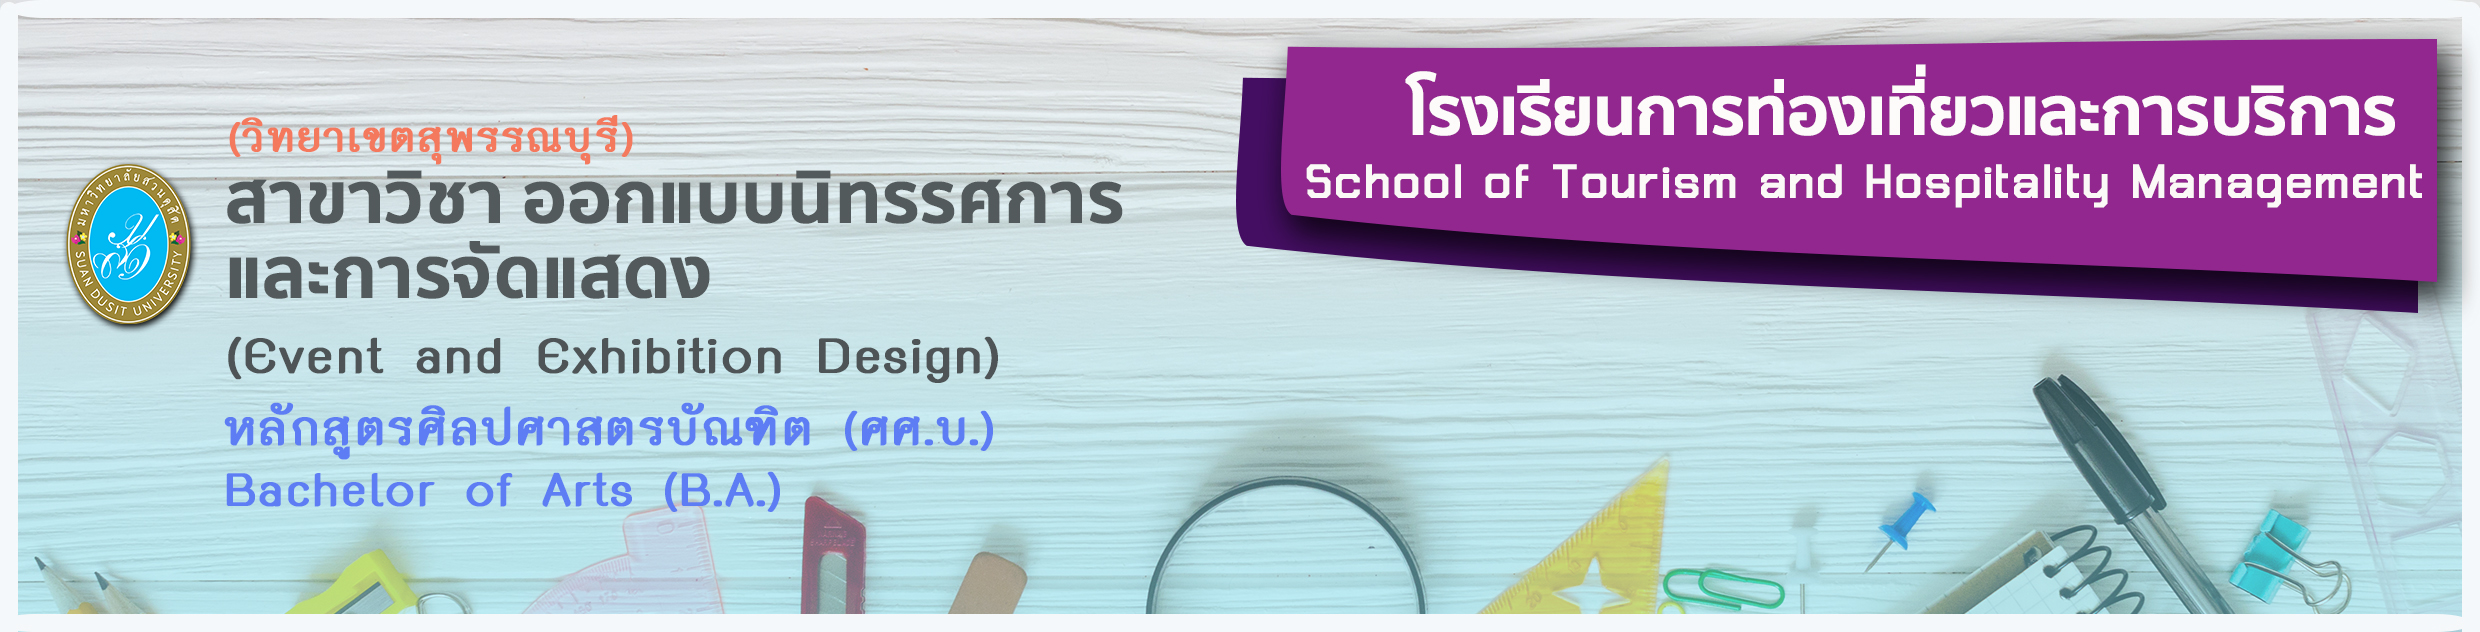 (วิทยาเขตสุพรรณบุรี)
สาขาวิชา ออกแบบนิทรรศการ
และการจัดแสดง
(Event and Exhibition Design)
หลักสูตรศิลปศาสตรบัณฑิต (ศศ.บ.)
Bachelor of Arts (B.A.)
มหาวิทยาลัยสวนดุสิต
SUAN DUSIT UNIVERSITY
โรงเรียนการท่องเที่ยวและการบริการ
School of Tourism and Hospitality Management